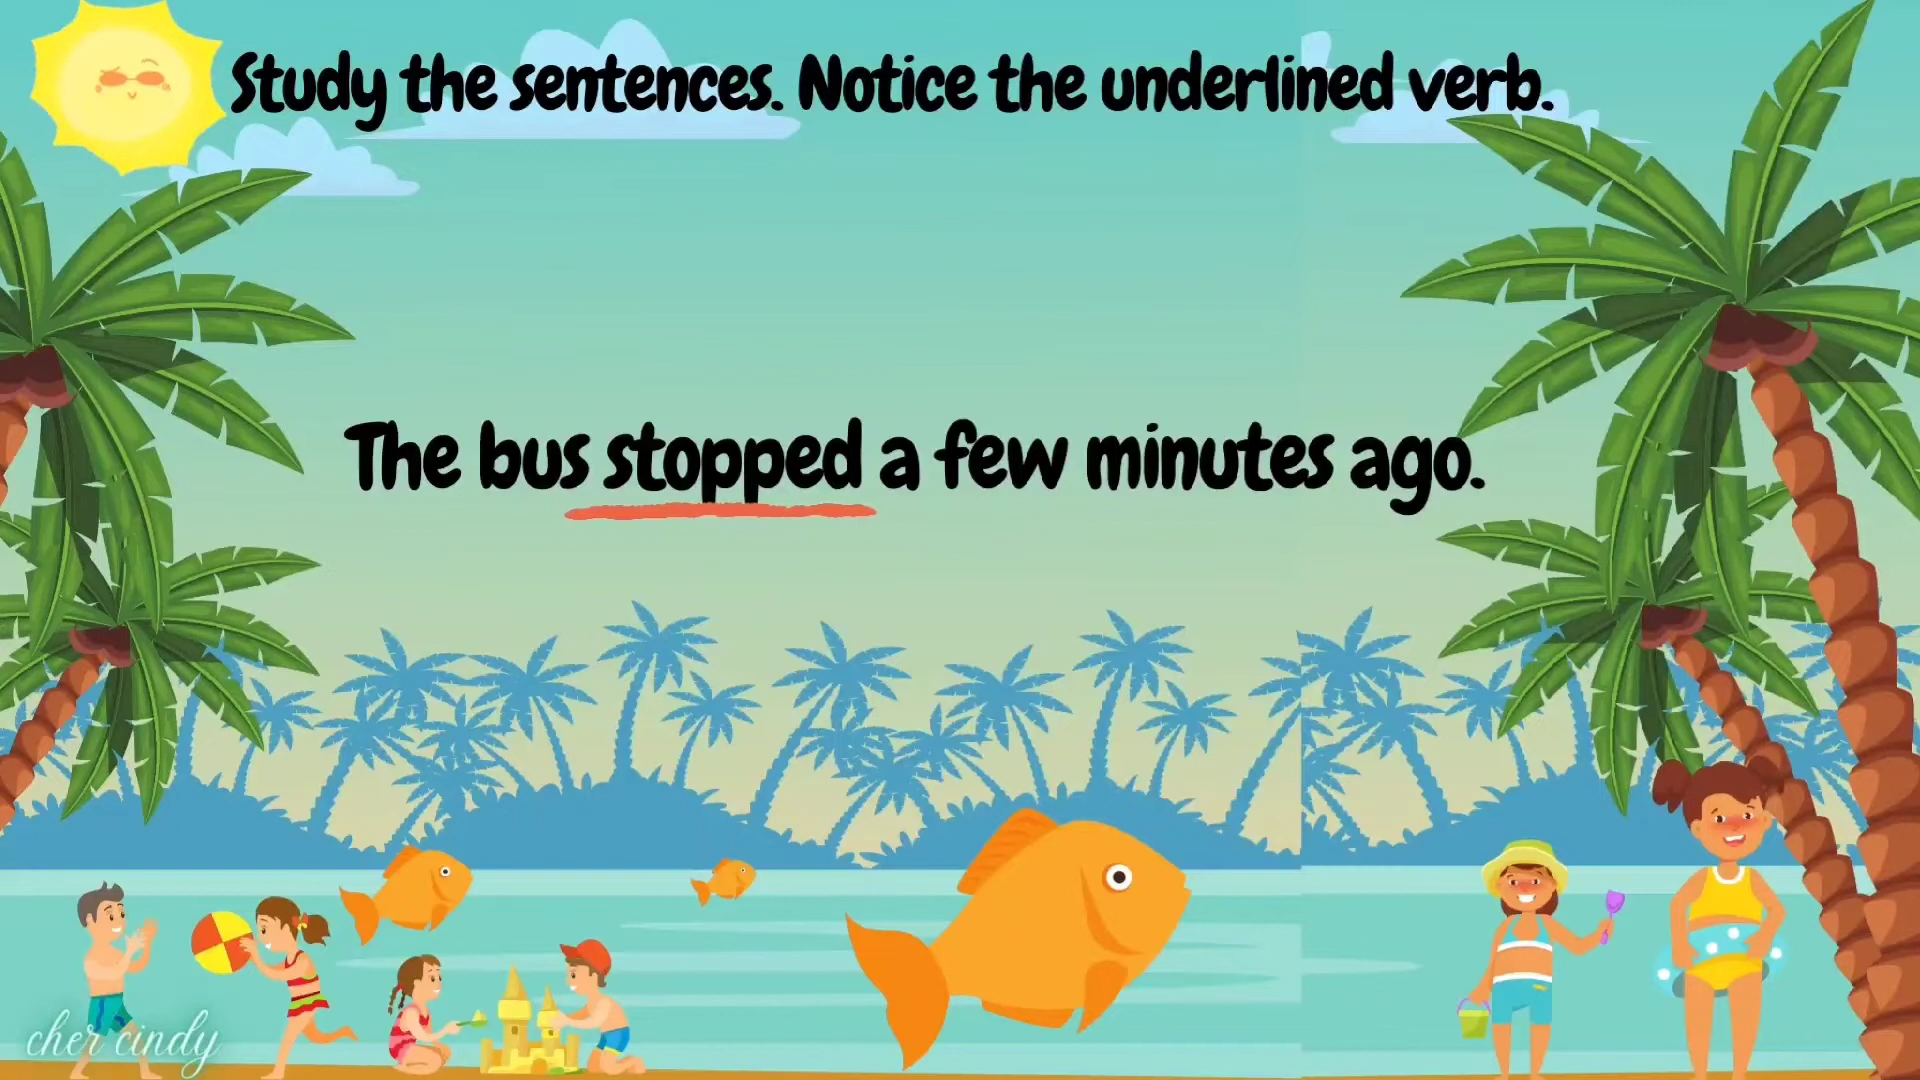 Study the sentences. Notice the underlined verb.
The bus stopped a few minutes ago.
cher cindy